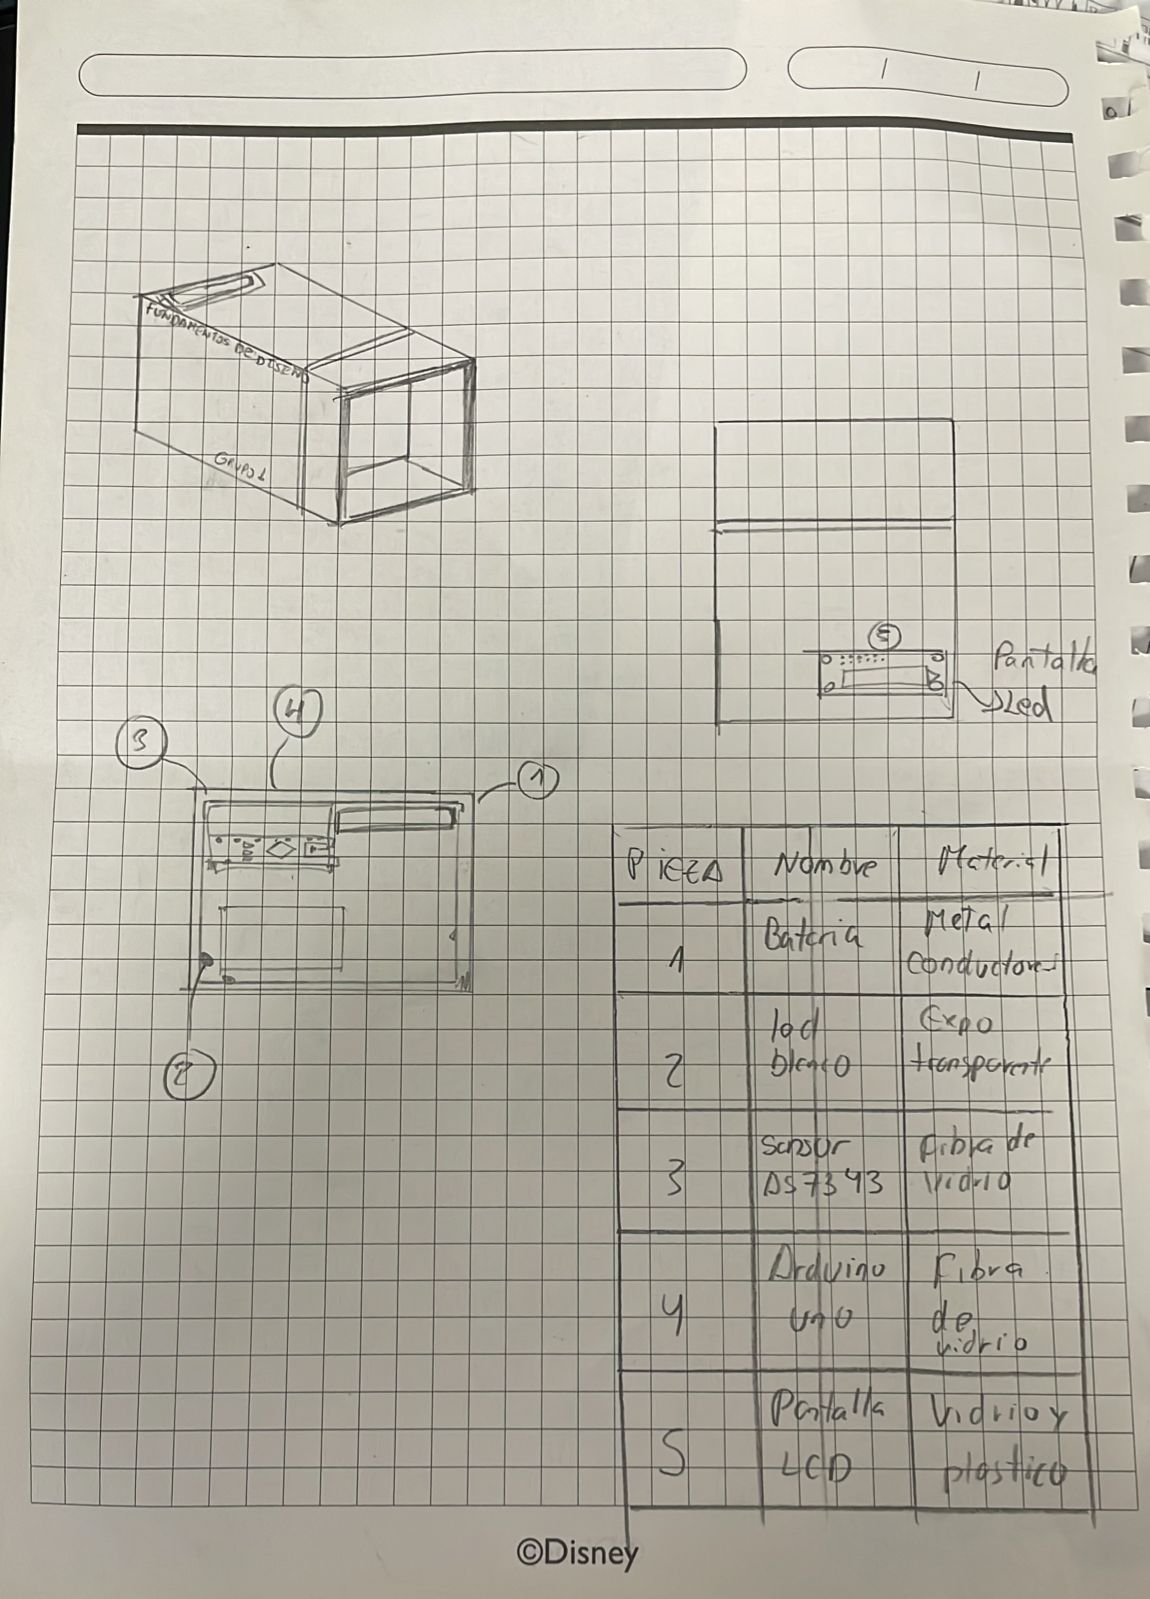 FUNDAMENTOS DE DISEÑO
GRUPO 1
5
Pantalla
Led
4
3
1
2
PIEZA Nombre Material
1 Bateria Metal conductores
2 led blanco Expo transparente
3 Sensor DS7343 Fibra de vidrio
4 Arduino uno Fibra de vidrio
5 Pantalla LCD Vidrio y plastico
©Disney